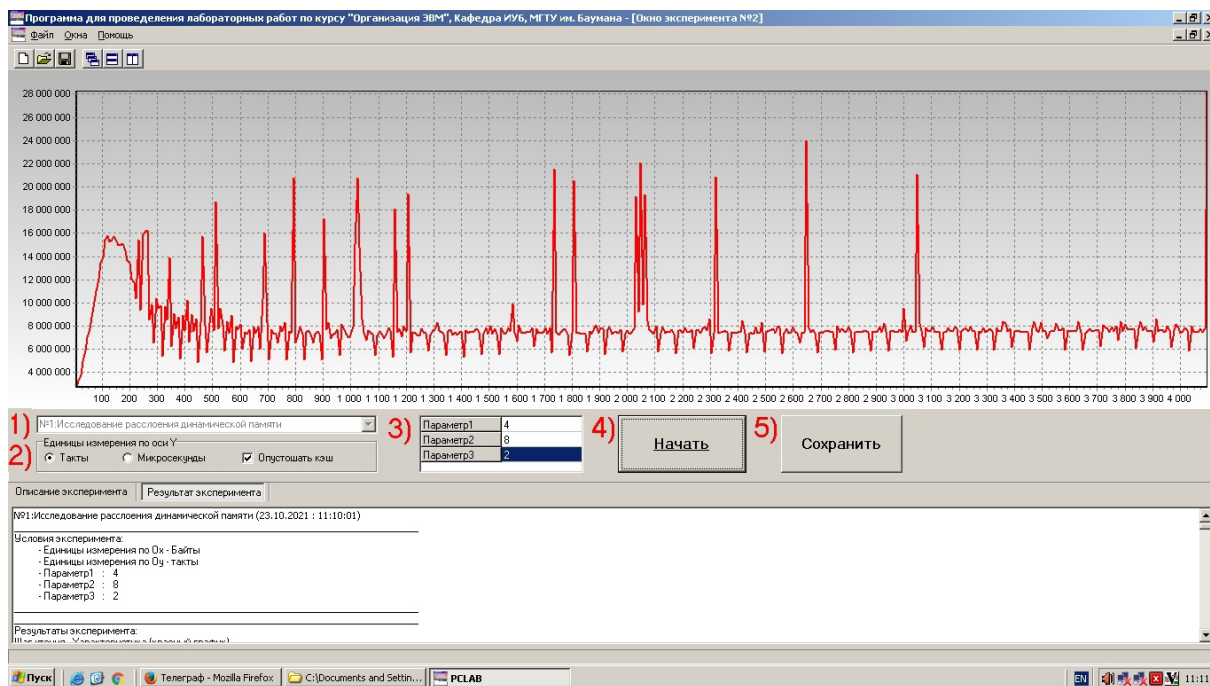 Программа для проведеления лабораторных работ по курсу "Организация ЭВМ", Кафедра ИУ6, МГТУ им. Баумана - [Окно эксперимента №2]
Файл Окна Помощь
28 000 000
26 000 000
24 000 000
22 000 000
20 000 000
18 000 000
16 000 000
14 000 000
12 000 000
10 000 000
8 000 000
6 000 000
4 000 000
100 200 300 400 500 600 700 800 900 1 000 1 100 1 200 1 300 1 400 1 500 1 600 1 700 1 800 1 900 2 000 2 100 2 200 2 300 2 400 2 500 2 600 2 700 2 800 2 900 3 000 3 100 3 200 3 300 3 400 3 500 3 600 3 700 3 800 3 900 4 000
1) №1:Исследование расслоения динамической памяти
2) Единицы измерения по оси Y
Такты Микросекунды Опустошать кэш
3) Параметр1 4
Параметр2 8
Параметр3 2
4) Начать
5) Сохранить
Описание эксперимента Результат эксперимента
№1:Исследование расслоения динамической памяти (23.10.2021 : 11:10:01)
Условия эксперимента:
- Единицы измерения по Ox - Байты
- Единицы измерения по Oy - такты
- Параметр1 : 4
- Параметр2 : 8
- Параметр3 : 2
Результаты эксперимента:
Шаг чтения - Характеристика (красный график)
Пуск Телеграф - Mozilla Firefox C:\Documents and Settin... PCLAB EN 11:11